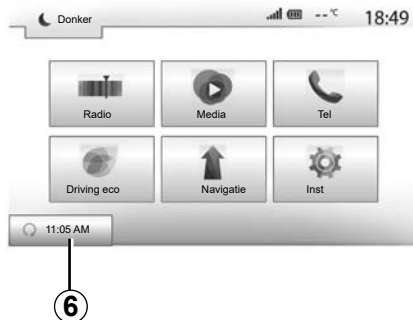 Donker
--°C 18:49
Radio Media Tel
Driving eco Navigatie Inst
11:05 AM
6